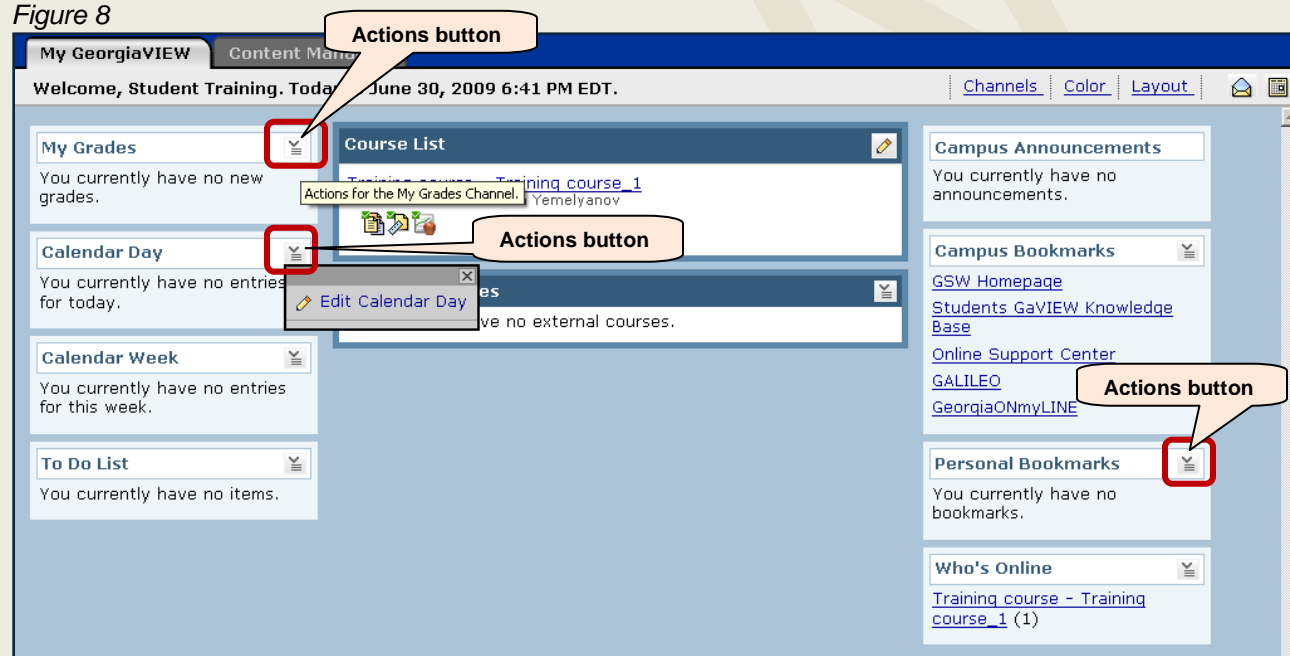 Figure 8
Actions button
My GeorgiaVIEW
Content Man
Welcome, Student Training. Toda June 30, 2009 6:41 PM EDT.
Channels
Color
Layout
My Grades
You currently have no new
grades.
Actions for the My Grades Channel.
Calendar Day
You currently have no entries
for today.
Actions button
Edit Calendar Day
Calendar Week
You currently have no entries
for this week.
To Do List
You currently have no items.
Course List
Training course - Training course_1
Yemelyanov
es
ve no external courses.
Campus Announcements
You currently have no
announcements.
Campus Bookmarks
GSW Homepage
Students GaVIEW Knowledge
Base
Online Support Center
GALILEO
GeorgiaONmyLINE
Actions button
Personal Bookmarks
You currently have no
bookmarks.
Who's Online
Training course - Training
course_1 (1)